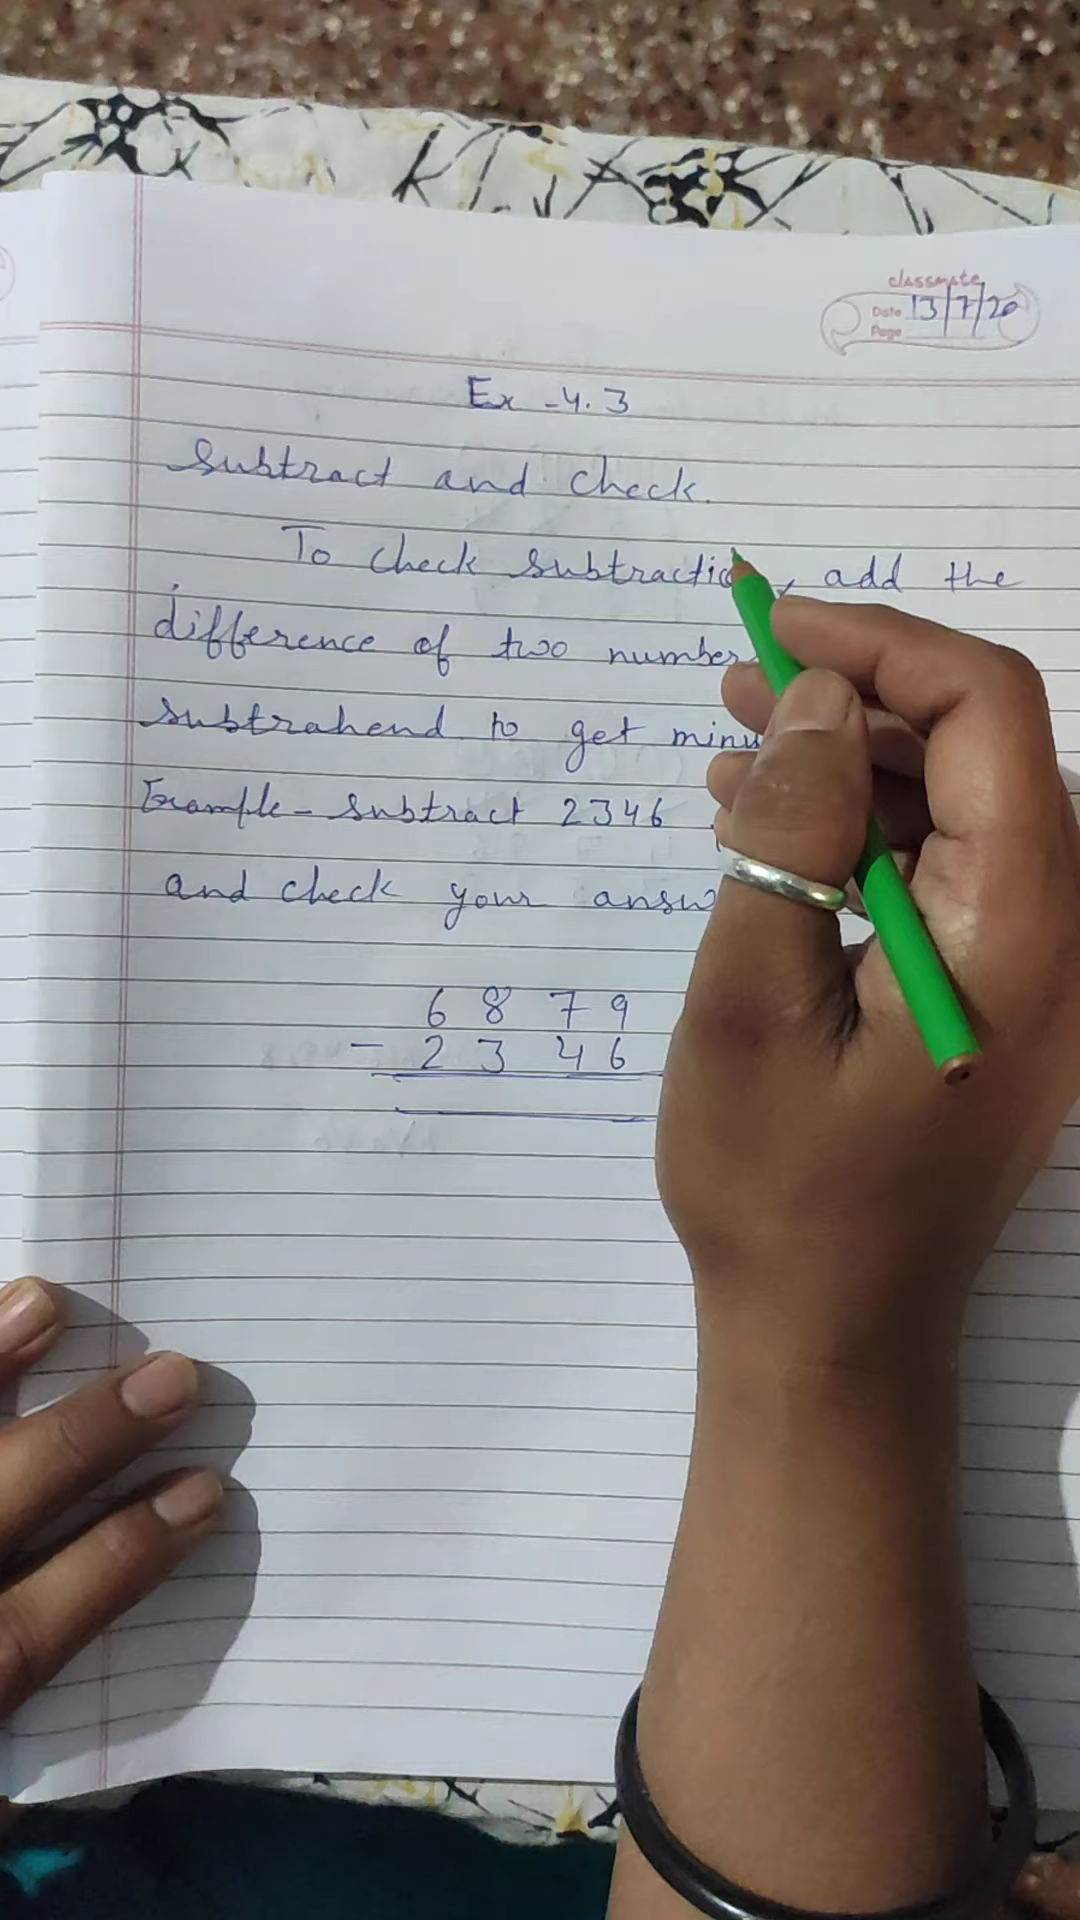 classmate
Date 13/7/20
Page
Ex - 4.3
Subtract and check.
To check subtraction, add the
difference of two number
subtrahend to get
Example - Subtract 2346
and check your
6 8 7 9
- 2 3 4 6